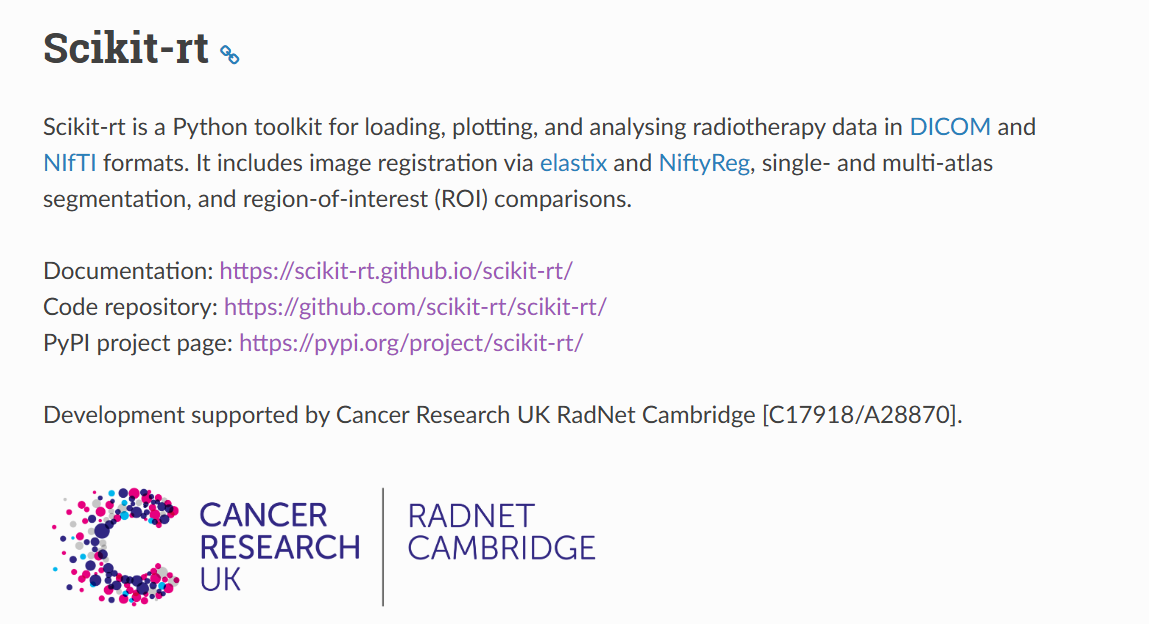 Scikit-rt
Scikit-rt is a Python toolkit for loading, plotting, and analysing radiotherapy data in DICOM and
NIfTI formats. It includes image registration via elastix and NiftyReg, single- and multi-atlas
segmentation, and region-of-interest (ROI) comparisons.
Documentation: https://scikit-rt.github.io/scikit-rt/
Code repository: https://github.com/scikit-rt/scikit-rt/
PyPI project page: https://pypi.org/project/scikit-rt/
Development supported by Cancer Research UK RadNet Cambridge [C17918/A28870].
CANCER
RESEARCH
UK
RADNET
CAMBRIDGE